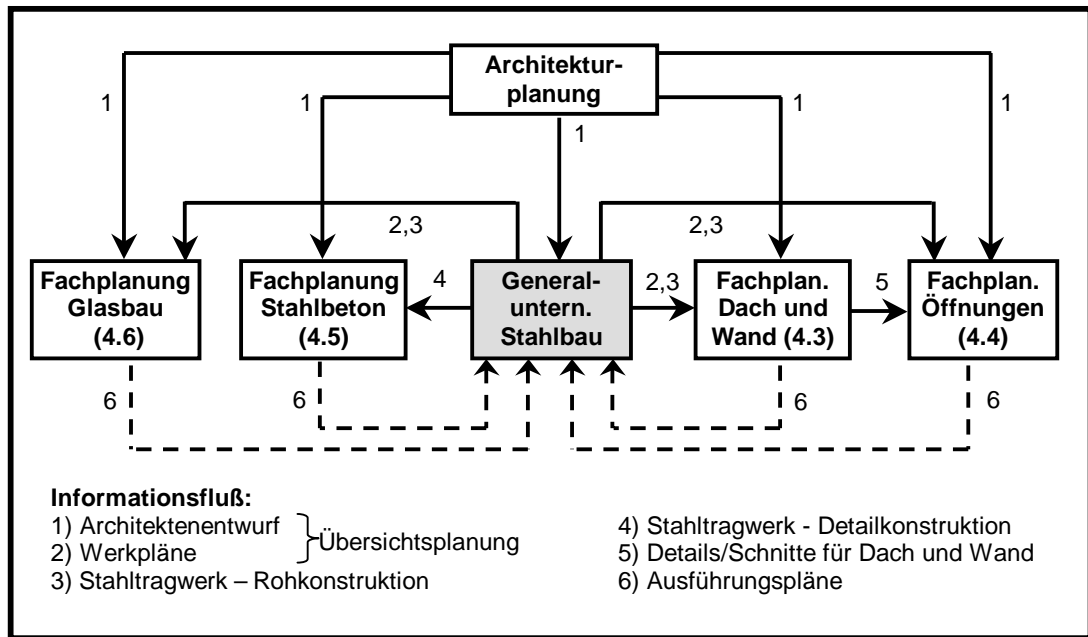 Architektur-
planung
1
1
1
1
1
2,3
2,3
Fachplanung
Glasbau
(4.6)
Fachplanung
Stahlbeton
(4.5)
4
General-
untern.
Stahlbau
2,3
Fachplan.
Dach und
Wand (4.3)
5
Fachplan.
Öffnungen
(4.4)
6
6
6
6
Informationsfluß:
1) Architektenentwurf
2) Werkpläne
Übersichtsplanung
3) Stahltragwerk – Rohkonstruktion
4) Stahltragwerk - Detailkonstruktion
5) Details/Schnitte für Dach und Wand
6) Ausführungspläne